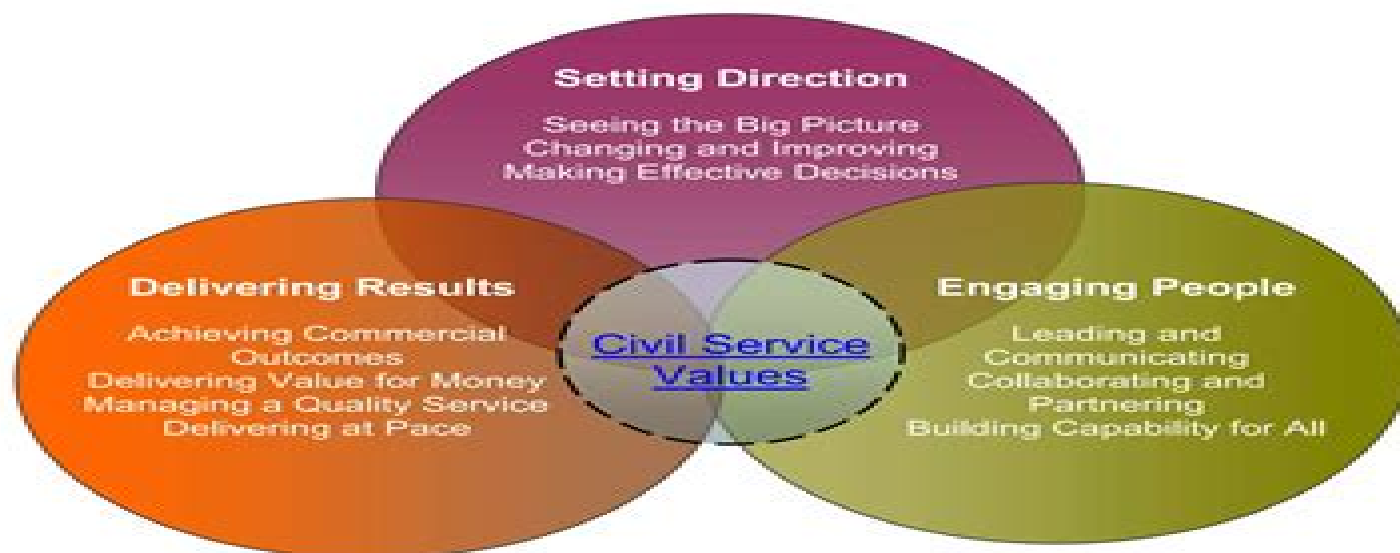 Setting Direction
Seeing the Big Picture
Changing and Improving
Making Effective Decisions
Delivering Results
Achieving Commercial
Outcomes
Delivering Value for Money
Managing a Quality Service
Delivering at Pace
Civil Service
Values
Engaging People
Leading and
Communicating
Collaborating and
Partnering
Building Capability for All